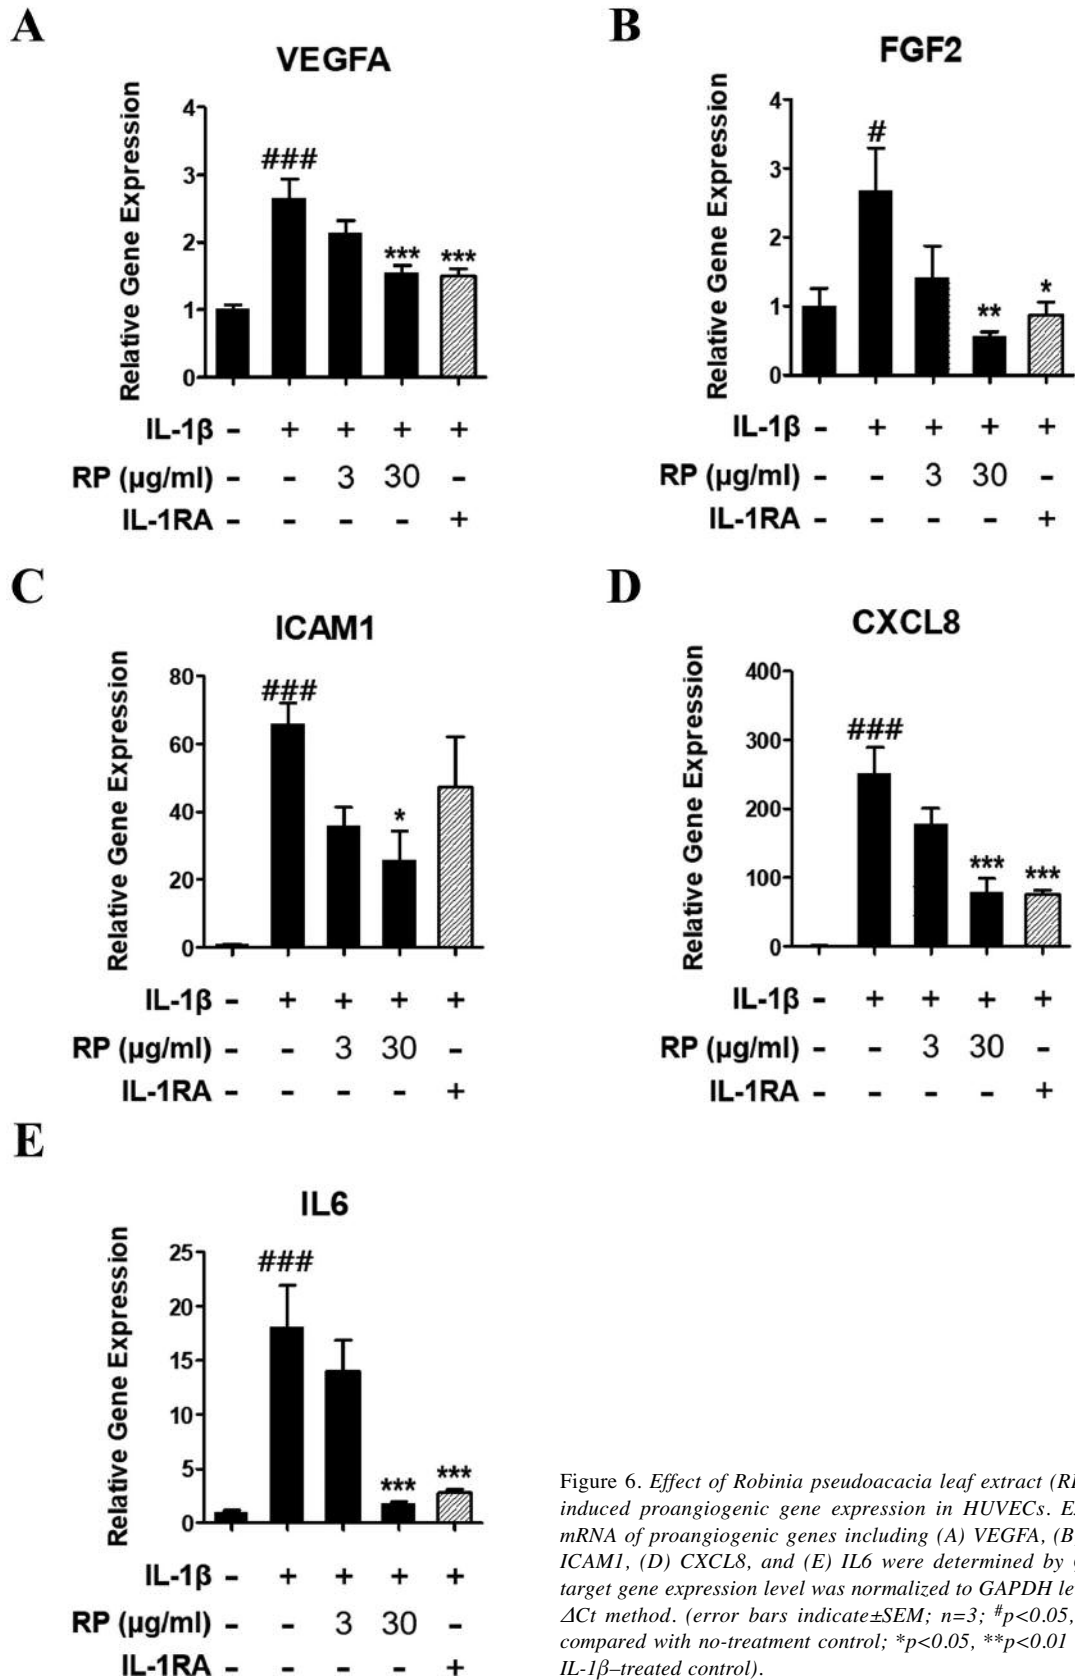 A
VEGFA
Relative Gene Expression
4
3
2
1
0
###
***
***
IL-1β - + + + +
RP (µg/ml) - - 3 30 -
IL-1RA - - - - +
B
FGF2
Relative Gene Expression
4
3
2
1
0
#
**
*
IL-1β - + + + +
RP (µg/ml) - - 3 30 -
IL-1RA - - - - +
C
ICAM1
Relative Gene Expression
80
60
40
20
0
###
*
IL-1β - + + + +
RP (µg/ml) - - 3 30 -
IL-1RA - - - - +
D
CXCL8
Relative Gene Expression
400
300
200
100
0
###
***
***
IL-1β - + + + +
RP (µg/ml) - - 3 30 -
IL-1RA - - - - +
E
IL6
Relative Gene Expression
25
20
15
10
5
0
###
***
***
IL-1β - + + + +
RP (µg/ml) - - 3 30 -
IL-1RA - - - - +
Figure 6. Effect of Robinia pseudoacacia leaf extract (RP
induced proangiogenic gene expression in HUVECs.
mRNA of proangiogenic genes including (A) VEGFA, (B)
ICAM1, (D) CXCL8, and (E) IL6 were determined by
target gene expression level was normalized to GAPDH
ΔCt method. (error bars indicate±SEM; n=3; #p<0.05,
compared with no-treatment control; *p<0.05, **p<0.01
IL-1β–treated control).